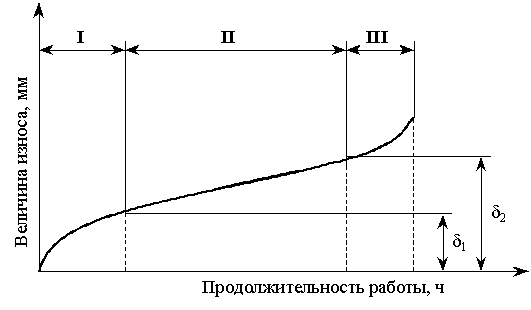 I
II
III
Величина износа, мм
δ1
δ2
Продолжительность работы, ч